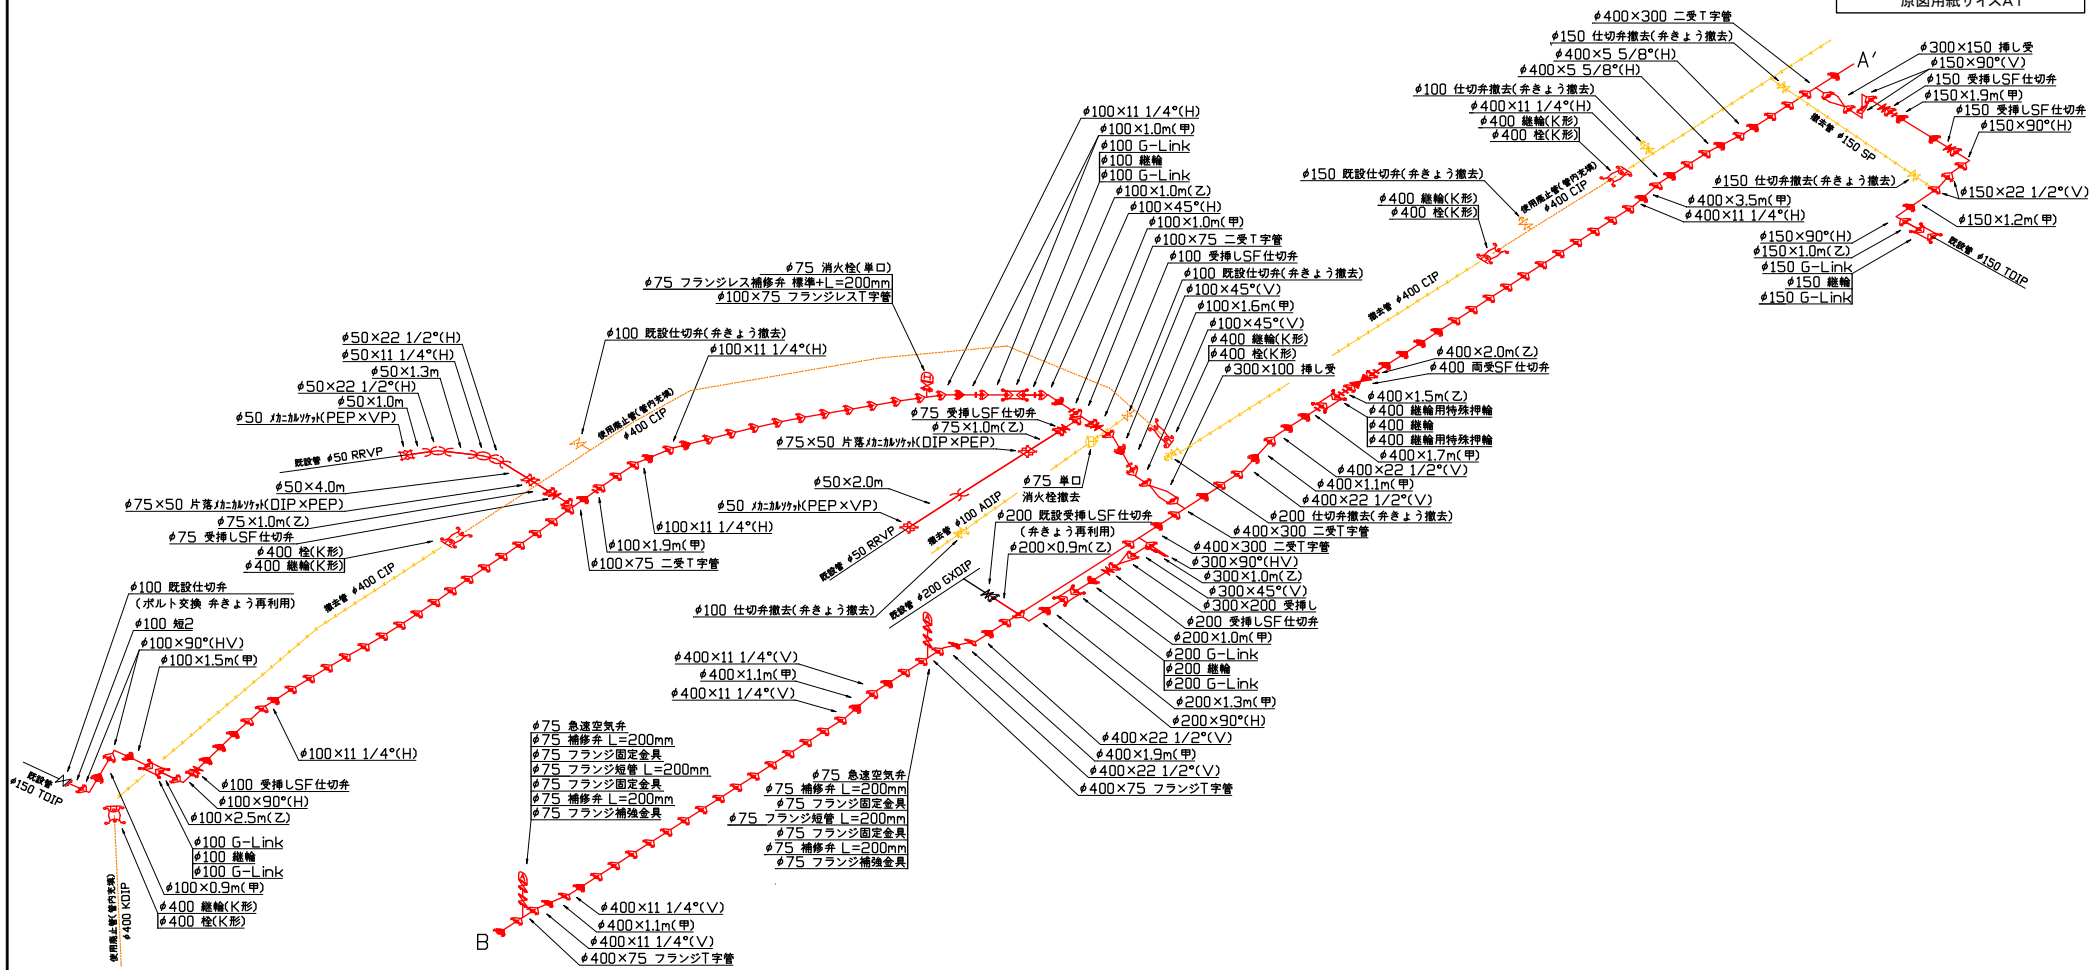 原図用紙サイズA1
φ400×300 二受T字管
φ150 仕切弁撤去(弁きょう撤去)
φ400×5 5/8°(H)
φ400×5 5/8°(H)
φ100 仕切弁撤去(弁きょう撤去)
φ400×11 1/4°(H)
φ400 継輪(K形)
φ400 栓(K形)
A′
φ300×150 挿し受
φ150×90°(V)
φ150 受挿しSF仕切弁
φ150×1.9m(甲)
φ150 受挿しSF仕切弁
φ150×90°(H)
撤去管 φ150 SP
φ150 仕切弁撤去(弁きょう撤去)
φ150×22 1/2°(V)
φ150×1.2m(甲)
φ400×3.5m(甲)
φ400×11 1/4°(H)
φ150×90°(H)
φ150×1.0m(乙)
φ150 G-Link
φ150 継輪
φ150 G-Link
既設管 φ150 TDIP
φ150 既設仕切弁(弁きょう撤去)
使用廃止管(管内充填)
φ400 CIP
φ400 継輪(K形)
φ400 栓(K形)
撤去管 φ400 CIP
φ100×11 1/4°(H)
φ100×1.0m(甲)
φ100 G-Link
φ100 継輪
φ100 G-Link
φ100×1.0m(乙)
φ100×45°(H)
φ100×1.0m(甲)
φ100×75 二受T字管
φ100 受挿しSF仕切弁
φ100 既設仕切弁(弁きょう撤去)
φ100×45°(V)
φ100×1.6m(甲)
φ100×45°(V)
φ400 継輪(K形)
φ400 栓(K形)
φ300×100 挿し受
φ75 消火栓(単口)
φ75 フランジレス補修弁 標準+L=200mm
φ100×75 フランジレスT字管
φ100 既設仕切弁(弁きょう撤去)
φ100×11 1/4°(H)
使用廃止管(管内充填)
φ400 CIP
φ50×22 1/2°(H)
φ50×11 1/4°(H)
φ50×1.3m
φ50×22 1/2°(H)
φ50×1.0m
φ50 メカニカルソケット(PEP×VP)
既設管 φ50 RRVP
φ50×4.0m
φ75×50 片落メカニカルソケット(DIP×PEP)
φ75×1.0m(乙)
φ75 受挿しSF仕切弁
φ400 栓(K形)
φ400 継輪(K形)
φ100×11 1/4°(H)
φ100×1.9m(甲)
φ100×75 二受T字管
φ75 受挿しSF仕切弁
φ75×1.0m(乙)
φ75×50 片落メカニカルソケット(DIP×PEP)
φ50×2.0m
φ50 メカニカルソケット(PEP×VP)
既設管 φ50 RRVP
φ75 単口
消火栓撤去
撤去管 φ100 ADIP
φ100 仕切弁撤去(弁きょう撤去)
φ200 既設受挿しSF仕切弁
(弁きょう再利用)
φ200×0.9m(乙)
既設管 φ200 GXDIP
φ400×2.0m(乙)
φ400 両受SF仕切弁
φ400×1.5m(乙)
φ400 継輪用特殊押輪
φ400 継輪
φ400 継輪用特殊押輪
φ400×1.7m(甲)
φ400×22 1/2°(V)
φ400×1.1m(甲)
φ400×22 1/2°(V)
φ200 仕切弁撤去(弁きょう撤去)
φ400×300 二受T字管
φ400×300 二受T字管
φ300×90°(HV)
φ300×1.0m(乙)
φ300×45°(V)
φ300×200 受挿し
φ200 受挿しSF仕切弁
φ200×1.0m(甲)
φ200 G-Link
φ200 継輪
φ200 G-Link
φ200×1.3m(甲)
φ200×90°(H)
φ400×22 1/2°(V)
φ400×1.9m(甲)
φ400×22 1/2°(V)
φ400×75 フランジT字管
φ400×11 1/4°(V)
φ400×1.1m(甲)
φ400×11 1/4°(V)
φ75 急速空気弁
φ75 補修弁 L=200mm
φ75 フランジ固定金具
φ75 フランジ短管 L=200mm
φ75 フランジ固定金具
φ75 補修弁 L=200mm
φ75 フランジ補強金具
φ75 急速空気弁
φ75 補修弁 L=200mm
φ75 フランジ固定金具
φ75 フランジ短管 L=200mm
φ75 フランジ固定金具
φ75 補修弁 L=200mm
φ75 フランジ補強金具
φ400×11 1/4°(V)
φ400×1.1m(甲)
φ400×11 1/4°(V)
φ400×75 フランジT字管
B
撤去管 φ400 CIP
φ100 既設仕切弁
(ボルト交換 弁きょう再利用)
φ100 短2
φ100×90°(HV)
φ100×1.5m(甲)
既設管
φ150 TDIP
φ100×11 1/4°(H)
φ100 受挿しSF仕切弁
φ100×90°(H)
φ100×2.5m(乙)
φ100 G-Link
φ100 継輪
φ100 G-Link
φ100×0.9m(甲)
φ400 継輪(K形)
φ400 栓(K形)
使用廃止管(管内充填)
φ400 KDIP